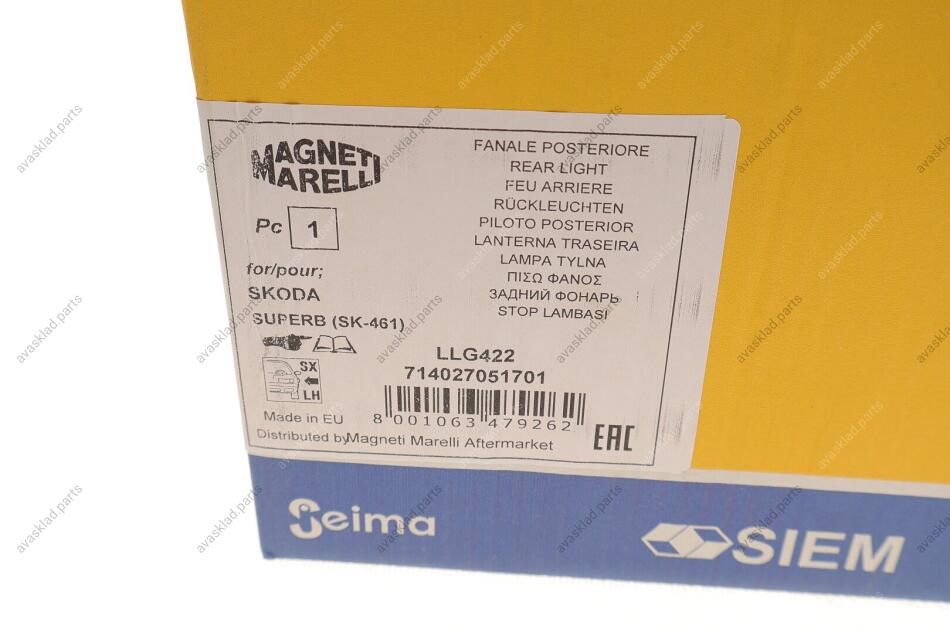 MAGNETI
MARELLI
Pc 1
for/pour;
SKODA
SUPERB (SK-461)
SX
LH
Made in EU
Distributed by Magneti Marelli Aftermarket
FANALE POSTERIORE
REAR LIGHT
FEU ARRIERE
RÜCKLEUCHTEN
PILOTO POSTERIOR
LANTERNA TRASEIRA
LAMPA TYLNA
ΠΙΣΩ ΦΑΝΟΣ
ЗАДНИЙ ФОНАРЬ
STOP LAMBASI
LLG422
714027051701
8 001063 479262
EAC
Seima
SIEM
avasklad.parts